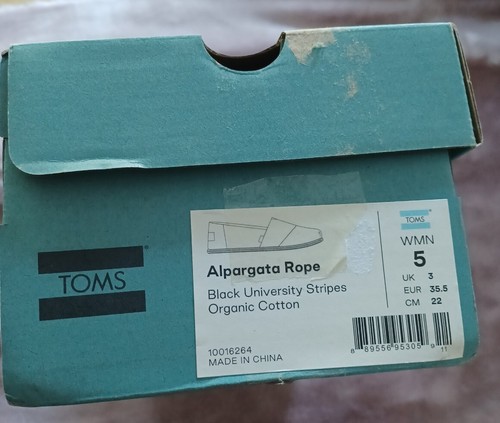 TOMS
TOMS
WMN
5
UK 3
EUR 35.5
CM 22
Alpargata Rope
Black University Stripes
Organic Cotton
10016264
MADE IN CHINA
8 89556 95305 9
11